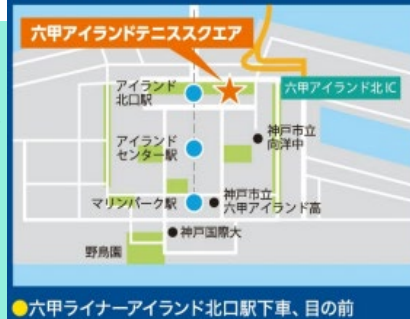 六甲アイランドテニススクエア
アイランド
北口駅
六甲アイランド北IC
神戸市立
向洋中
アイランド
センター駅
マリンパーク駅
神戸市立
六甲アイランド高
神戸国際大
野鳥園
●六甲ライナーアイランド北口駅下車、目の前